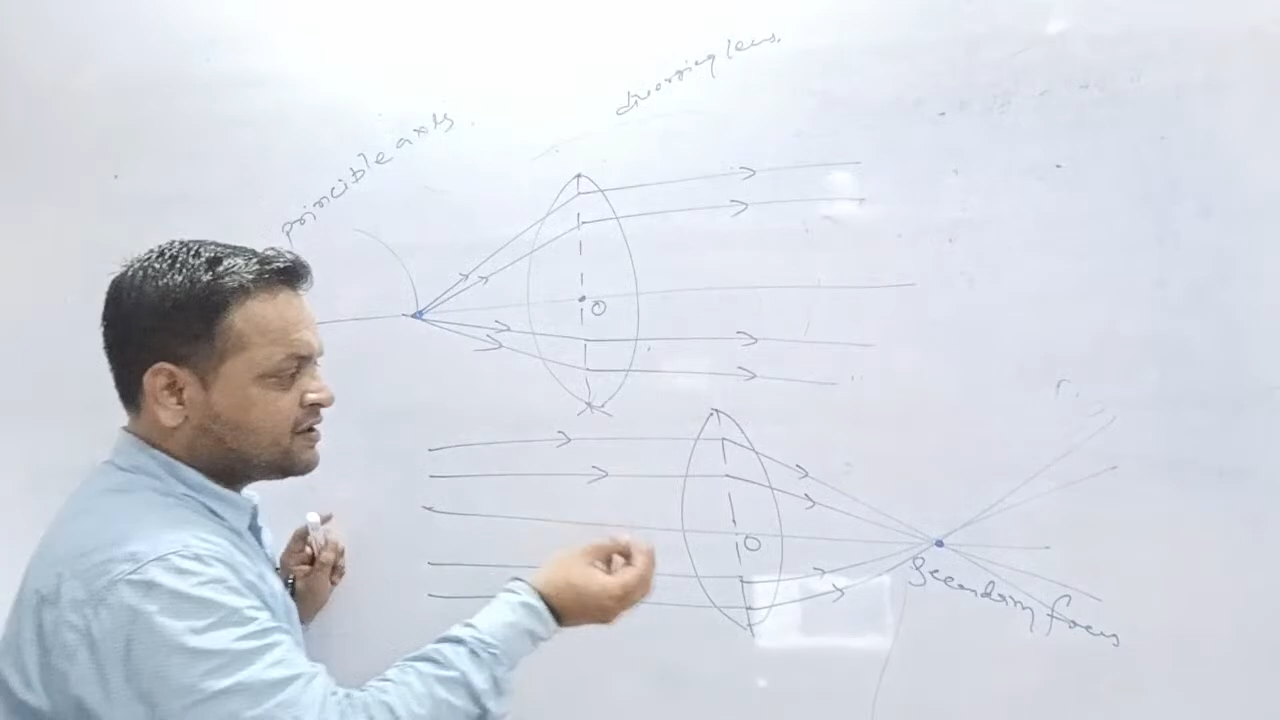 diverging lens.
principle axis
O
O
Secondary focus